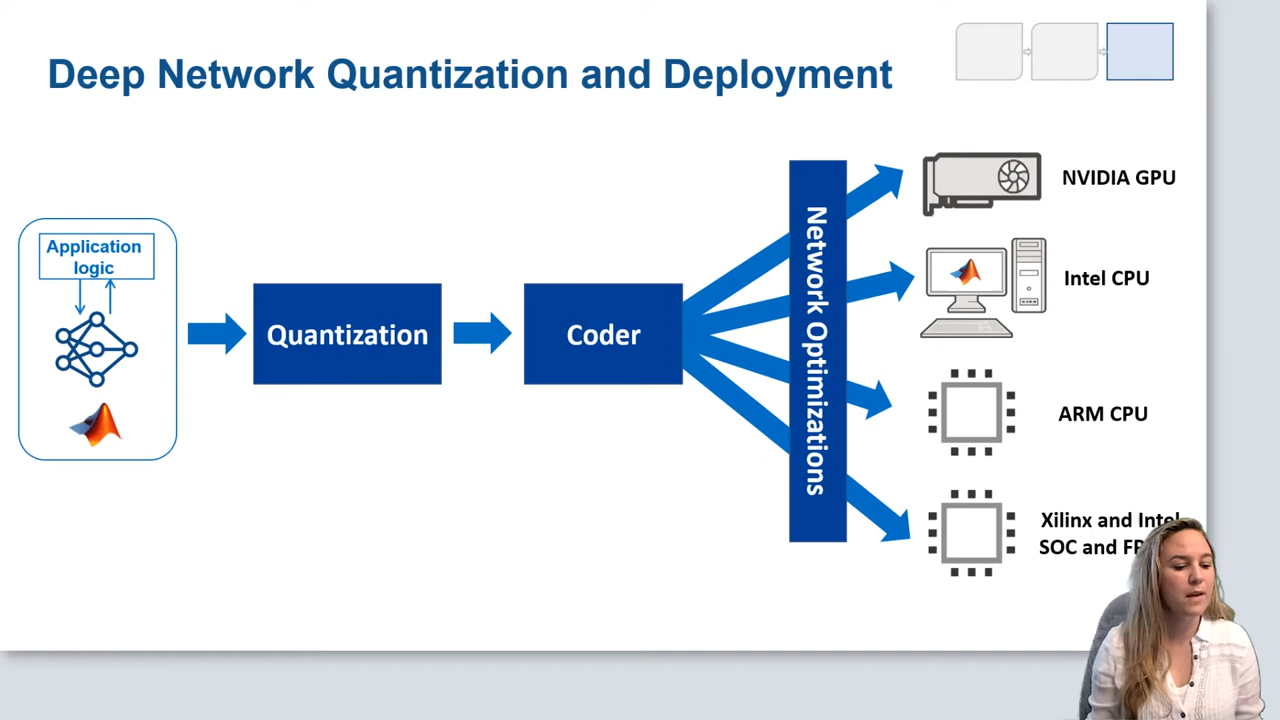 Deep Network Quantization and Deployment
Application
logic
Quantization
Coder
Network Optimizations
NVIDIA GPU
Intel CPU
ARM CPU
Xilinx and Intel
SOC and